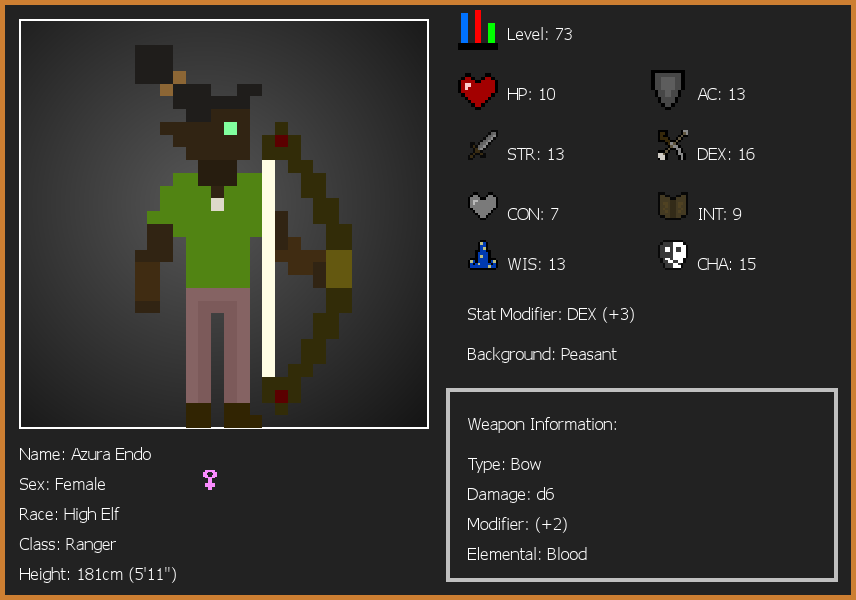 Level: 73
HP: 10
AC: 13
STR: 13
DEX: 16
CON: 7
INT: 9
WIS: 13
CHA: 15
Stat Modifier: DEX (+3)
Background: Peasant
Weapon Information:
Type: Bow
Damage: d6
Modifier: (+2)
Elemental: Blood
Name: Azura Endo
Sex: Female
Race: High Elf
Class: Ranger
Height: 181cm (5'11")